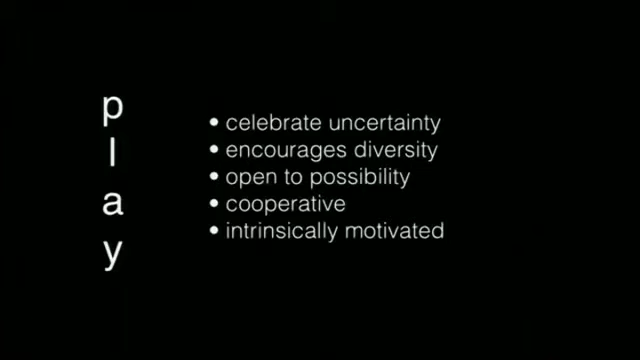 p
l
a
y
• celebrate uncertainty
• encourages diversity
• open to possibility
• cooperative
• intrinsically motivated